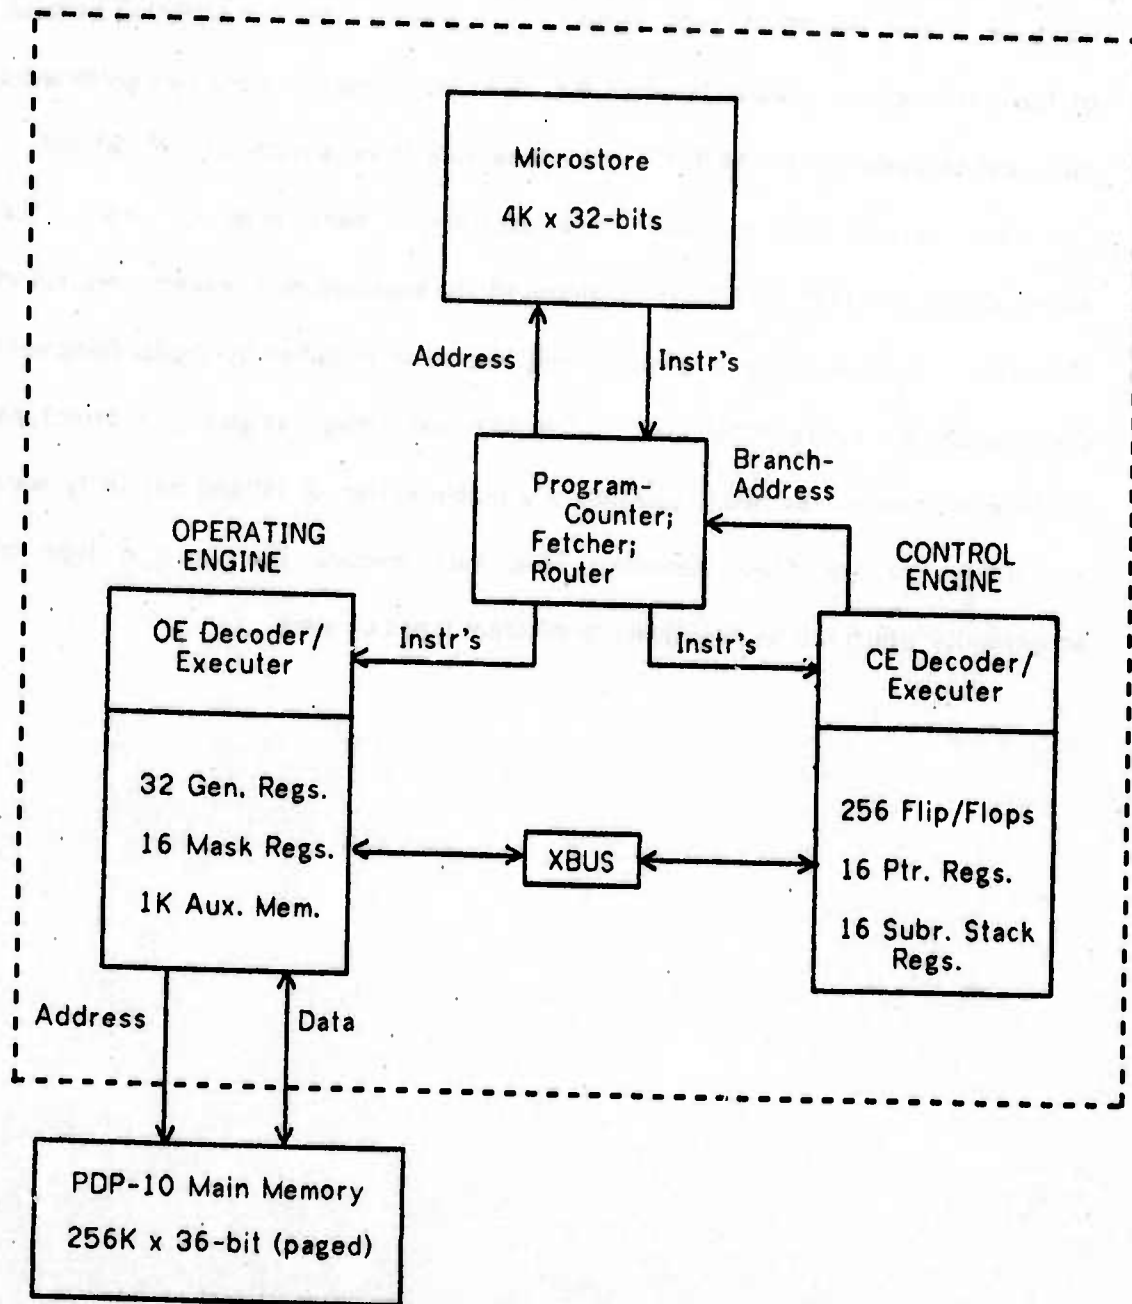 Microstore
4K x 32-bits
Address
Instr's
Program-
Counter;
Fetcher;
Router
Branch-
Address
OPERATING
ENGINE
CONTROL
ENGINE
OE Decoder/
Executer
Instr's
Instr's
CE Decoder/
Executer
32 Gen. Regs.
16 Mask Regs.
1K Aux. Mem.
XBUS
256 Flip/Flops
16 Ptr. Regs.
16 Subr. Stack
Regs.
Address
Data
PDP-10 Main Memory
256K x 36-bit (paged)